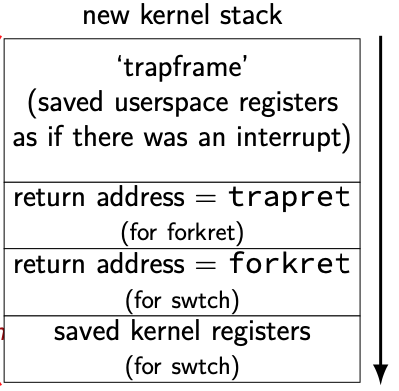 new kernel stack
‘trapframe’
(saved userspace registers
as if there was an interrupt)
return address = trapret
(for forkret)
return address = forkret
(for swtch)
saved kernel registers
(for swtch)